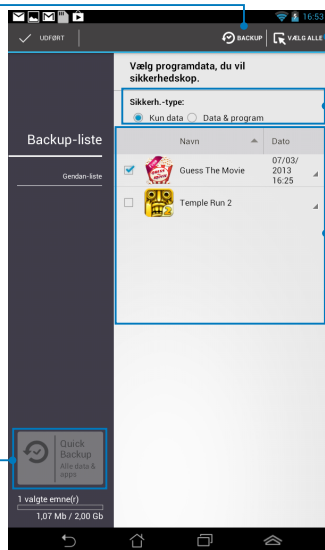 16:53
UDFØRT
BACKUP
VÆLG ALLE
Vælg programdata, du vil
sikkerhedskop.
Sikkerh.-type:
Kun data
Data & program
Backup-liste
Gendan-liste
Navn
Dato
Guess The Movie
07/03/
2013
16:25
Temple Run 2
Quick
Backup
Alle data &
apps
1 valgte emne(r)
1,07 Mb / 2,00 Gb